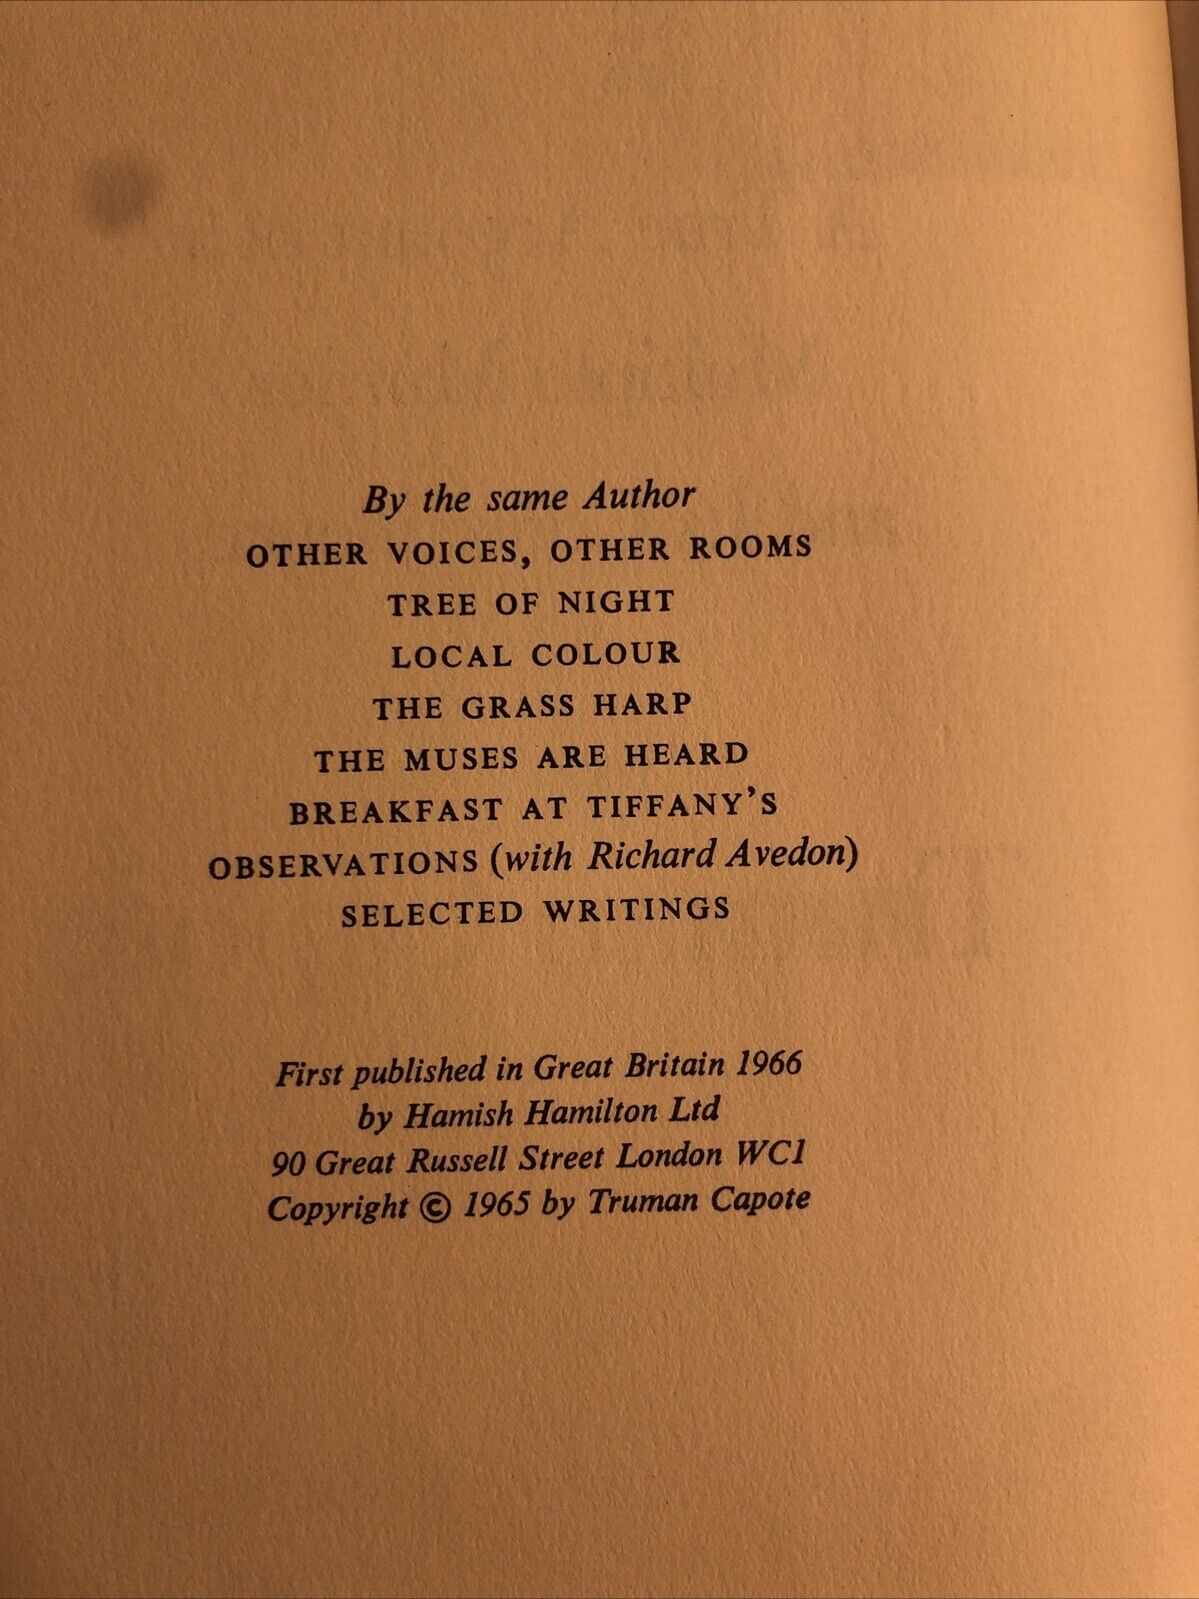 By the same Author
OTHER VOICES, OTHER ROOMS
TREE OF NIGHT
LOCAL COLOUR
THE GRASS HARP
THE MUSES ARE HEARD
BREAKFAST AT TIFFANY'S
OBSERVATIONS (with Richard Avedon)
SELECTED WRITINGS
First published in Great Britain 1966
by Hamish Hamilton Ltd
90 Great Russell Street London WC1
Copyright © 1965 by Truman Capote